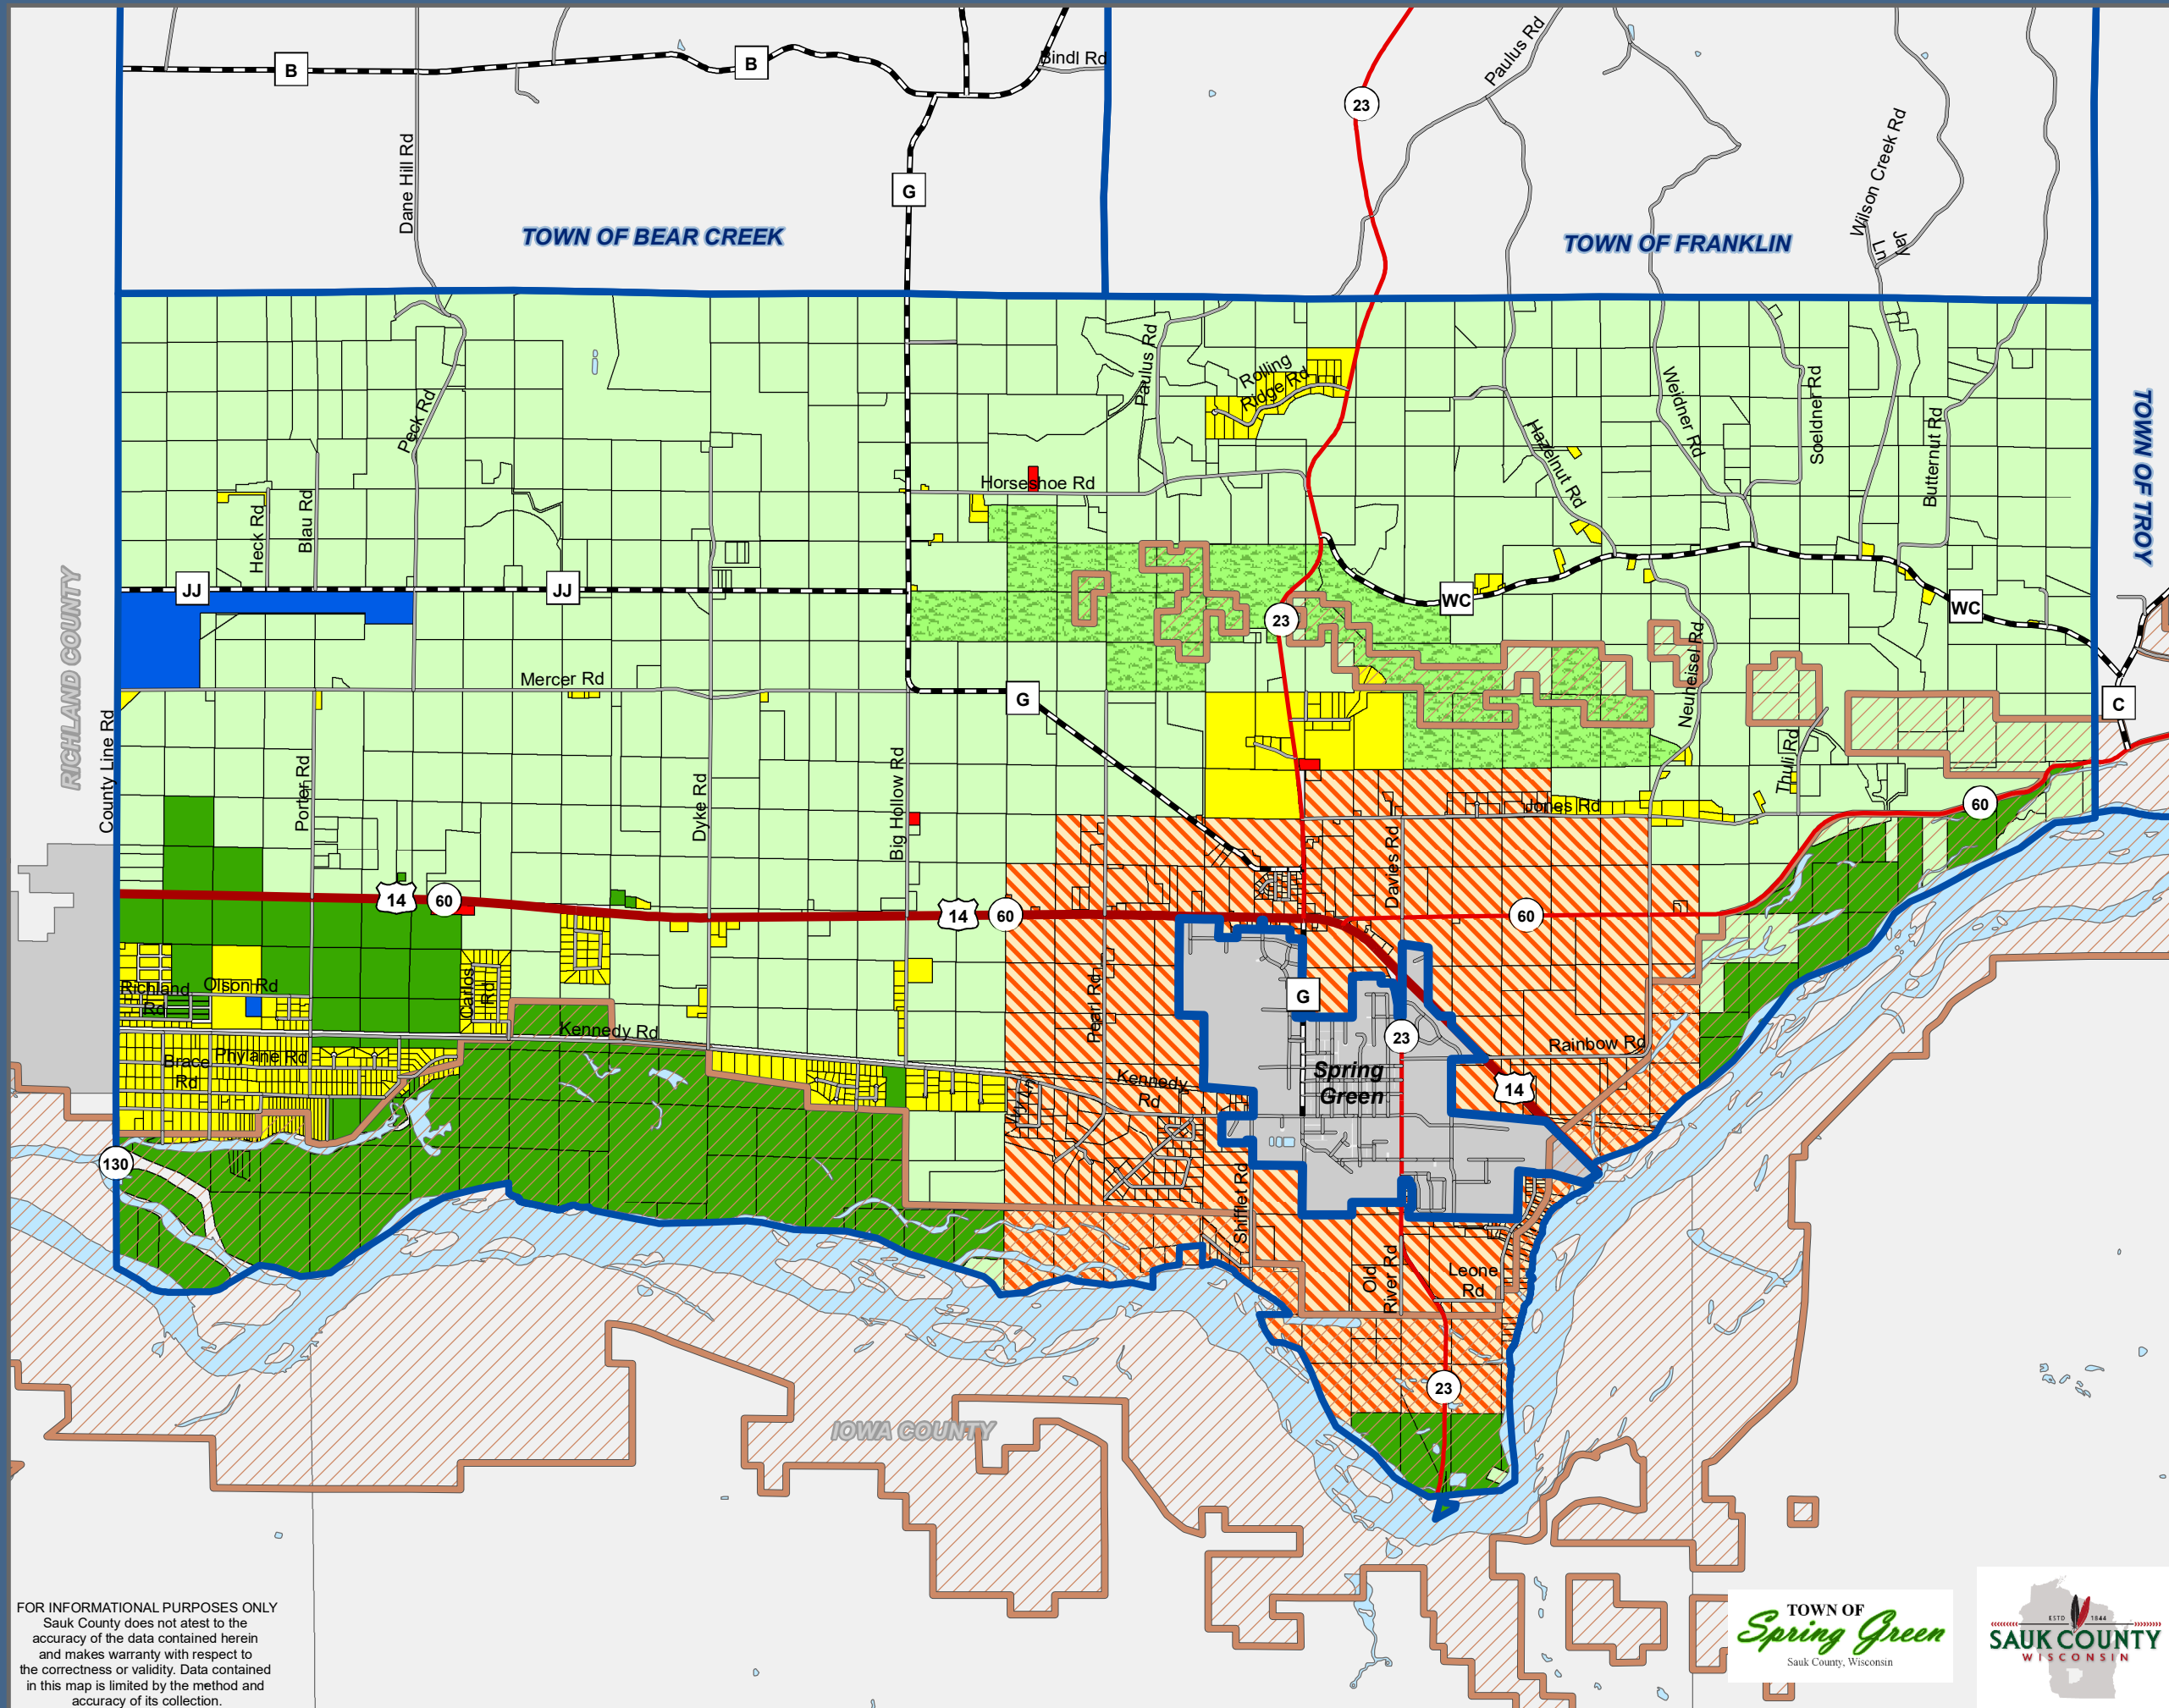 B
B
Bindl Rd
Paulus Rd
23
Dane Hill Rd
G
Wilson Creek Rd
Jay
Ln
TOWN OF BEAR CREEK
TOWN OF FRANKLIN
Paulus Rd
Rolling
Ridge Rd
Peck Rd
Weidner Rd
Soeldner Rd
Butternut Rd
Hazelnut Rd
TOWN OF TROY
Horseshoe Rd
Heck Rd
Blau Rd
RICHLAND COUNTY
JJ
JJ
WC
WC
23
Neuheisel Rd
Mercer Rd
G
C
County Line Rd
Porter Rd
Dyke Rd
Big Hollow Rd
Thuli Rd
Jones Rd
60
Davies Rd
14
60
14
60
60
Richland
Rd
Olson Rd
Carlos
Rd
Pearl Rd
G
Kennedy Rd
23
Rainbow Rd
Brace
Rd
Phylane Rd
Spring
Green
Kennedy
Rd
Ivy Ln
14
130
Shifflet Rd
Old
River Rd
Leone
Rd
23
IOWA COUNTY
FOR INFORMATIONAL PURPOSES ONLY
Sauk County does not atest to the
accuracy of the data contained herein
and makes warranty with respect to
the correctness or validity. Data contained
in this map is limited by the method and
accuracy of its collection.
TOWN OF
Spring Green
Sauk County, Wisconsin
ESTD 1844
SAUK COUNTY
WISCONSIN